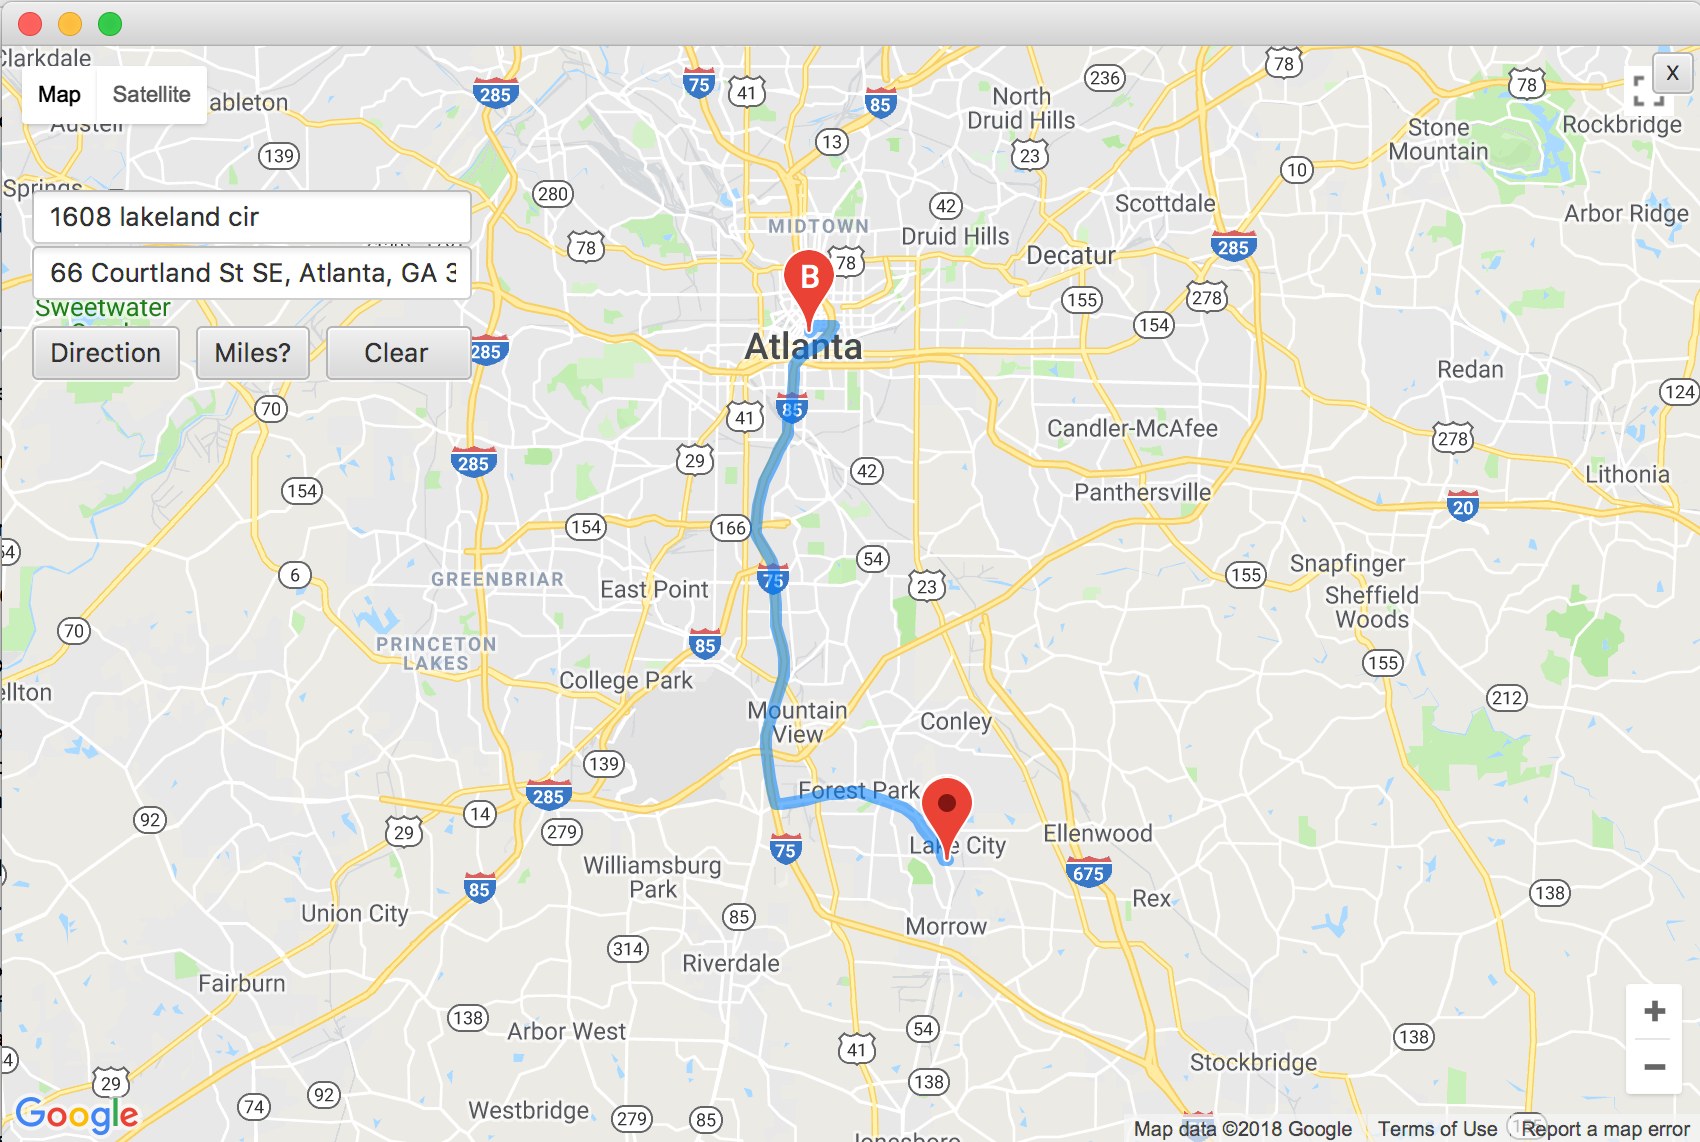 Clarkdale
Map Satellite
ableton
Austell
Springs
1608 lakeland cir
66 Courtland St SE, Atlanta, GA 3
Sweetwater
Direction Miles? Clear
X
285
75
41
85
236
78
78
North
Druid Hills
Stone
Mountain
Rockbridge
139
13
23
10
280
42
Scottdale
Arbor Ridge
MIDTOWN
Druid Hills
78
78
B
Decatur
285
155
278
154
Atlanta
285
Redan
124
70
85
41
Candler-McAfee
278
29
285
42
Lithonia
154
Panthersville
20
154
166
54
54
Snapfinger
6
GREENBRIAR
East Point
75
23
155
Sheffield
Woods
70
PRINCETON
LAKES
85
155
College Park
ellton
212
Mountain
View
Conley
139
285
Forest Park
14
92
29
279
75
Lake City
Ellenwood
Williamsburg
Park
675
85
138
Rex
Union City
85
Morrow
314
Riverdale
Fairburn
138
Arbor West
54
138
41
Stockbridge
4
29
138
92
74
Westbridge
279
85
Jonesboro
+
−
Google
Map data ©2018 Google Terms of Use Report a map error